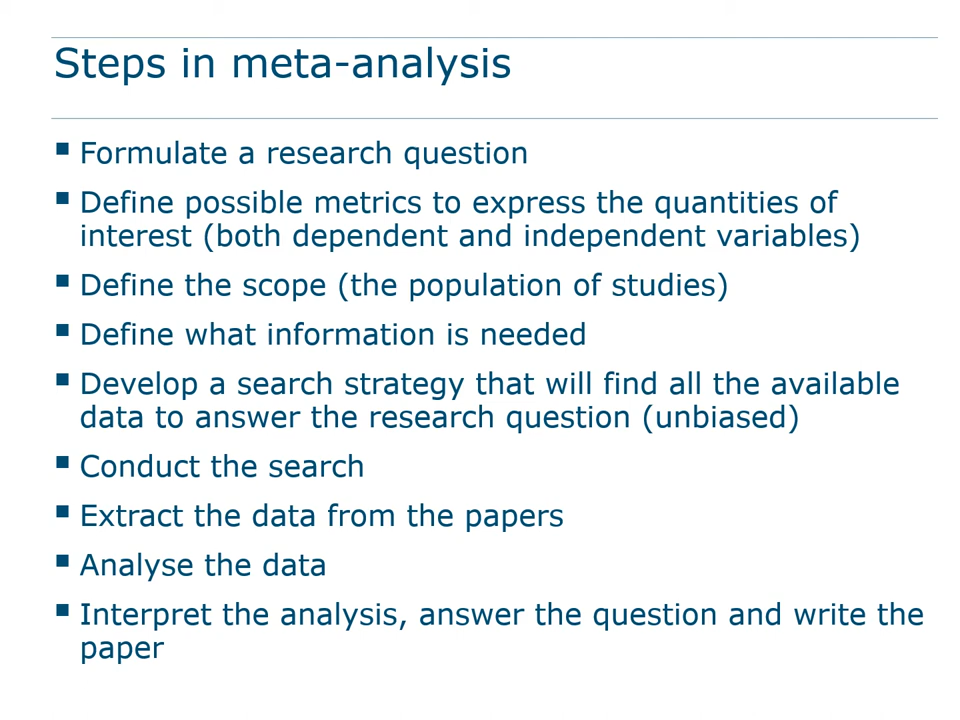 Steps in meta-analysis
▪ Formulate a research question
▪ Define possible metrics to express the quantities of
interest (both dependent and independent variables)
▪ Define the scope (the population of studies)
▪ Define what information is needed
▪ Develop a search strategy that will find all the available
data to answer the research question (unbiased)
▪ Conduct the search
▪ Extract the data from the papers
▪ Analyse the data
▪ Interpret the analysis, answer the question and write the
paper